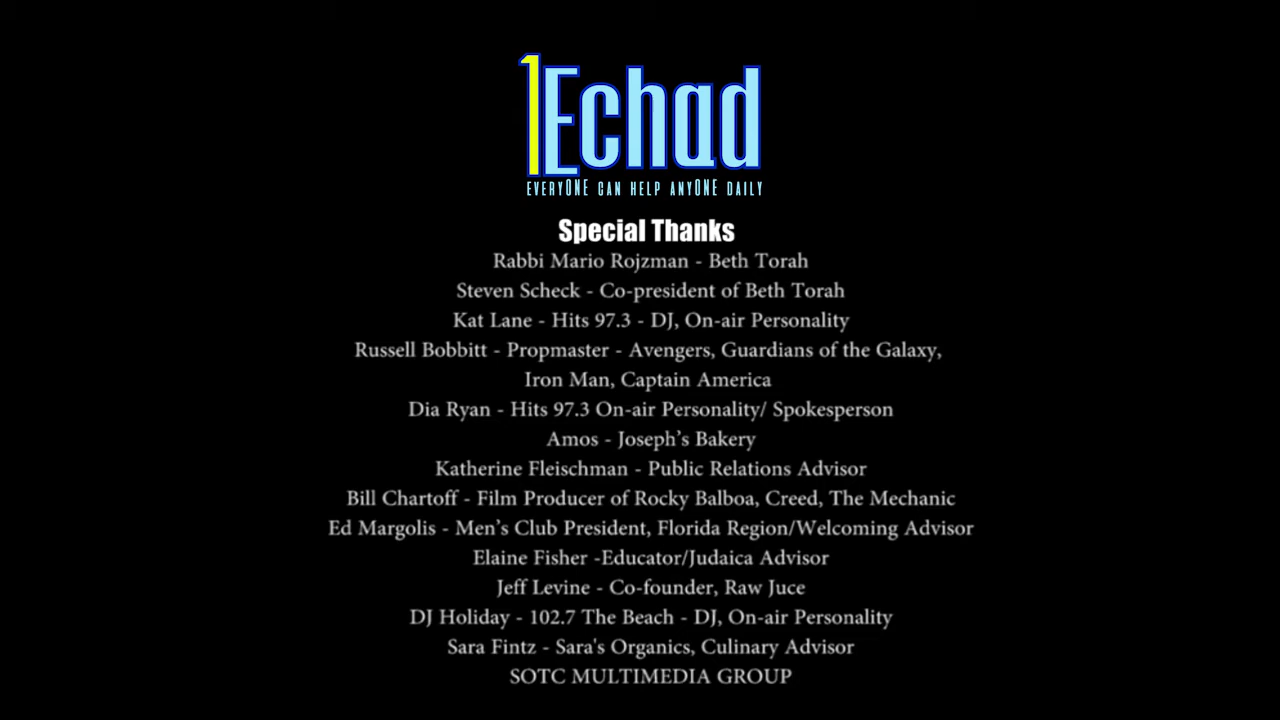 1Echad
EVERYONE CAN HELP ANYONE DAILY
Special Thanks
Rabbi Mario Rojzman - Beth Torah
Steven Scheck - Co-president of Beth Torah
Kat Lane - Hits 97.3 - DJ, On-air Personality
Russell Bobbitt - Propmaster - Avengers, Guardians of the Galaxy,
Iron Man, Captain America
Dia Ryan - Hits 97.3 On-air Personality/ Spokesperson
Amos - Joseph's Bakery
Katherine Fleischman - Public Relations Advisor
Bill Chartoff - Film Producer of Rocky Balboa, Creed, The Mechanic
Ed Margolis - Men's Club President, Florida Region/Welcoming Advisor
Elaine Fisher -Educator/Judaica Advisor
Jeff Levine - Co-founder, Raw Juce
DJ Holiday - 102.7 The Beach - DJ, On-air Personality
Sara Fintz - Sara's Organics, Culinary Advisor
SOTC MULTIMEDIA GROUP